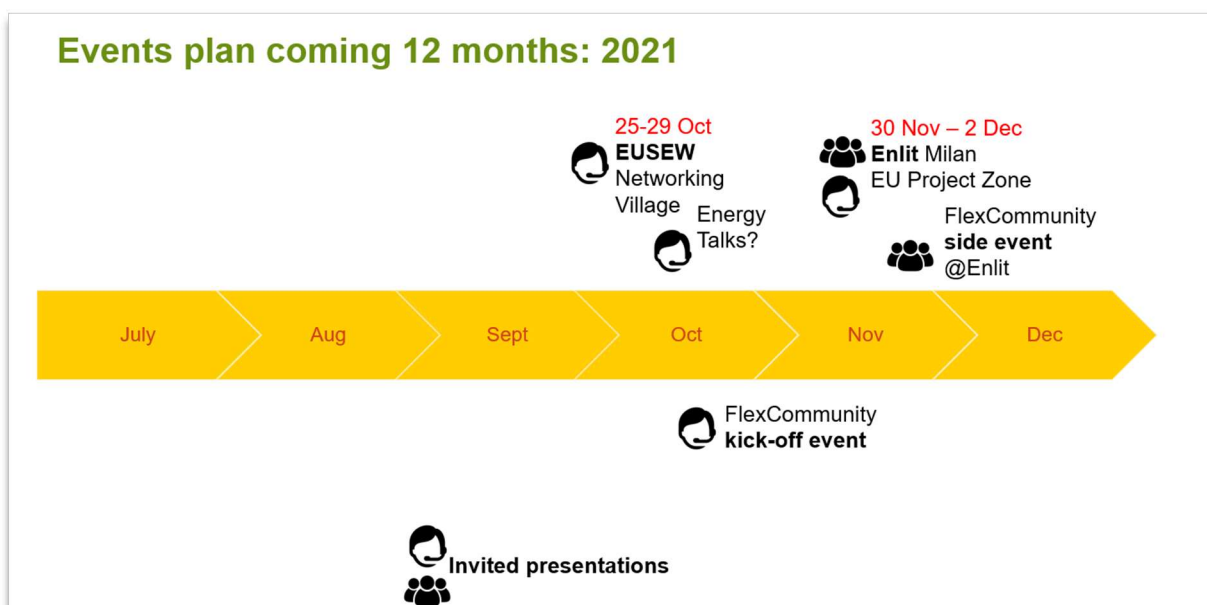 Events plan coming 12 months: 2021
25-29 Oct
EUSEW
Networking
Village
Energy
Talks?
30 Nov – 2 Dec
Enlit Milan
EU Project Zone
FlexCommunity
side event
@Enlit
July
Aug
Sept
Oct
Nov
Dec
FlexCommunity
kick-off event
Invited presentations